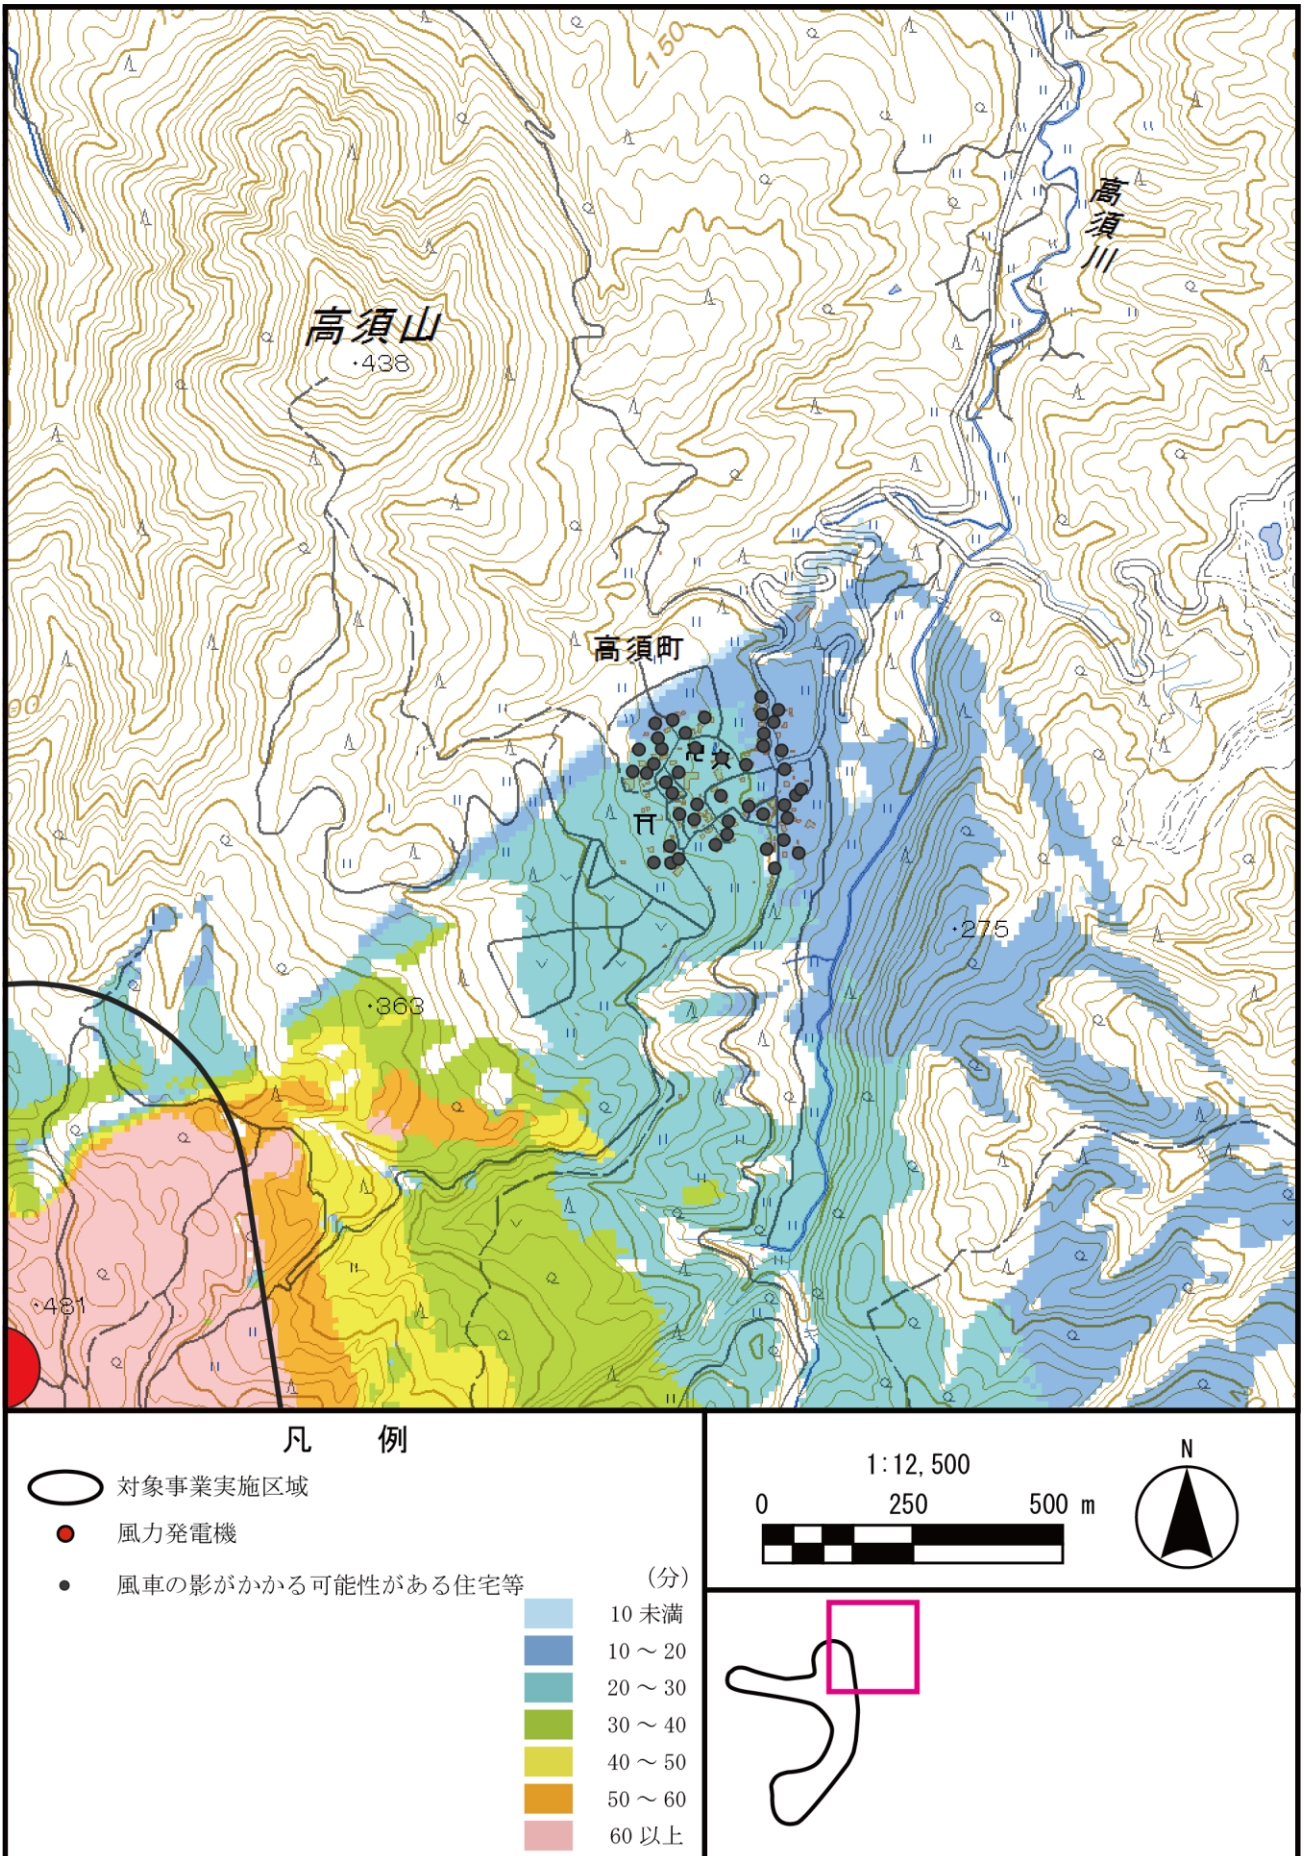 150
高須川
高須山
・438
高須町
・275
・363
・481
凡 例
対象事業実施区域
風力発電機
風車の影がかかる可能性がある住宅等
(分)
10 未満
10 ～ 20
20 ～ 30
30 ～ 40
40 ～ 50
50 ～ 60
60 以上
1:12,500
0 250 500 m
N